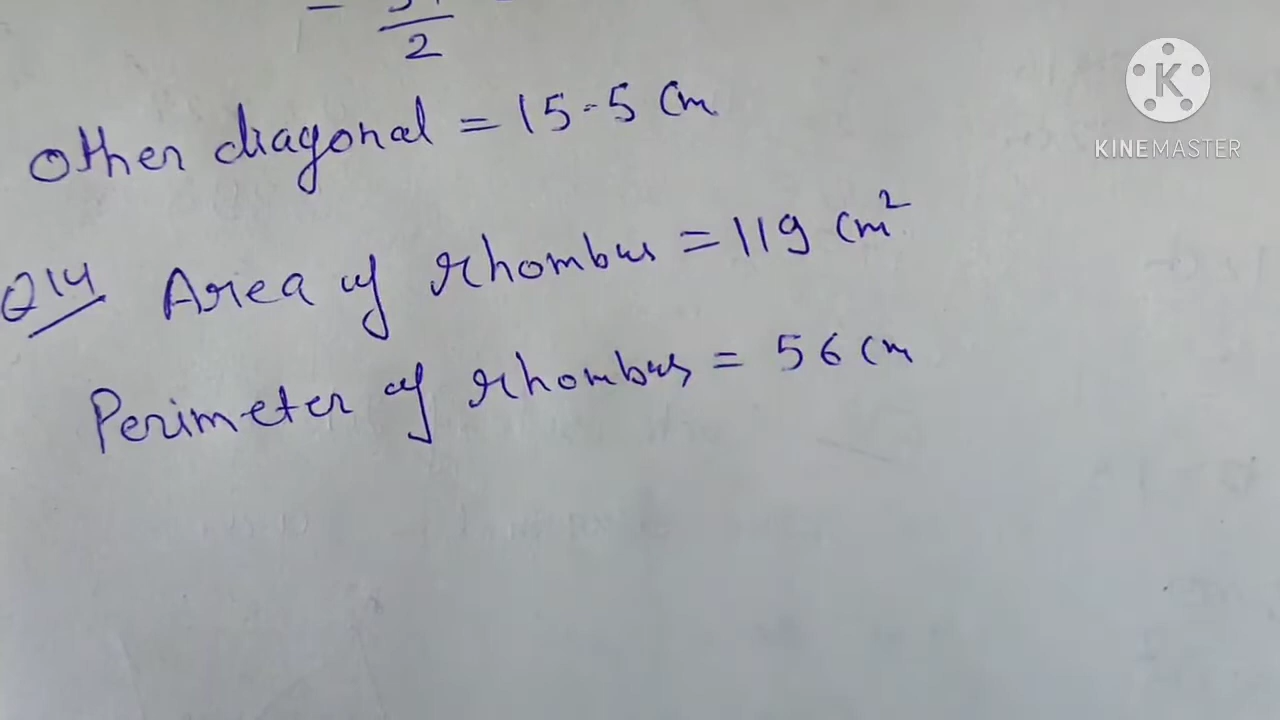 2
Other diagonal = 15.5 cm
Q14 Area of rhombus = 119 cm²
Perimeter of rhombus = 56 cm
K
KINEMASTER